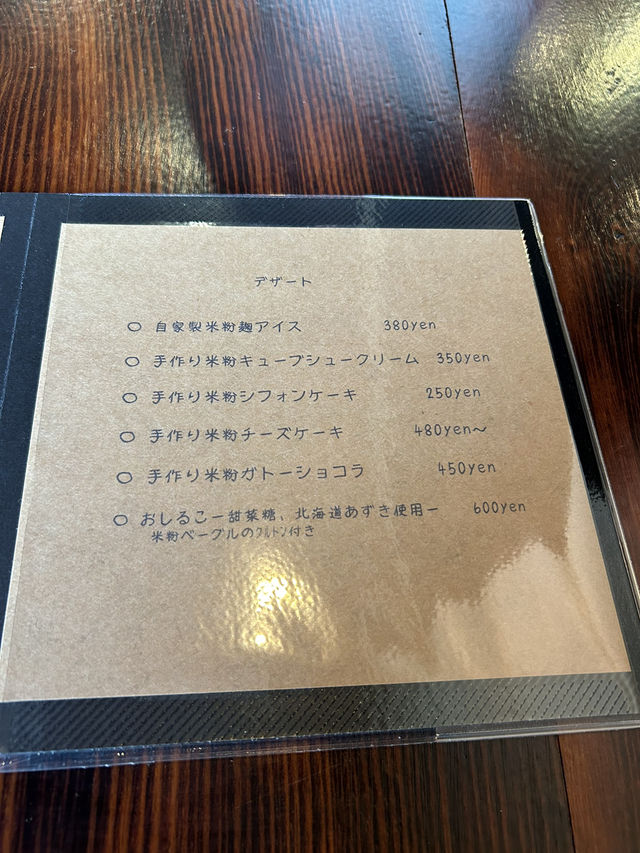 デザート
○ 自家製米粉麹アイス 380yen
○ 手作り米粉キューブシュークリーム 350yen
○ 手作り米粉シフォンケーキ 250yen
○ 手作り米粉チーズケーキ 480yen〜
○ 手作り米粉ガトーショコラ 450yen
○ おしるこー甜菜糖、北海道あずき使用ー 600yen
米粉ベーグルのｸﾙﾄﾝ付き